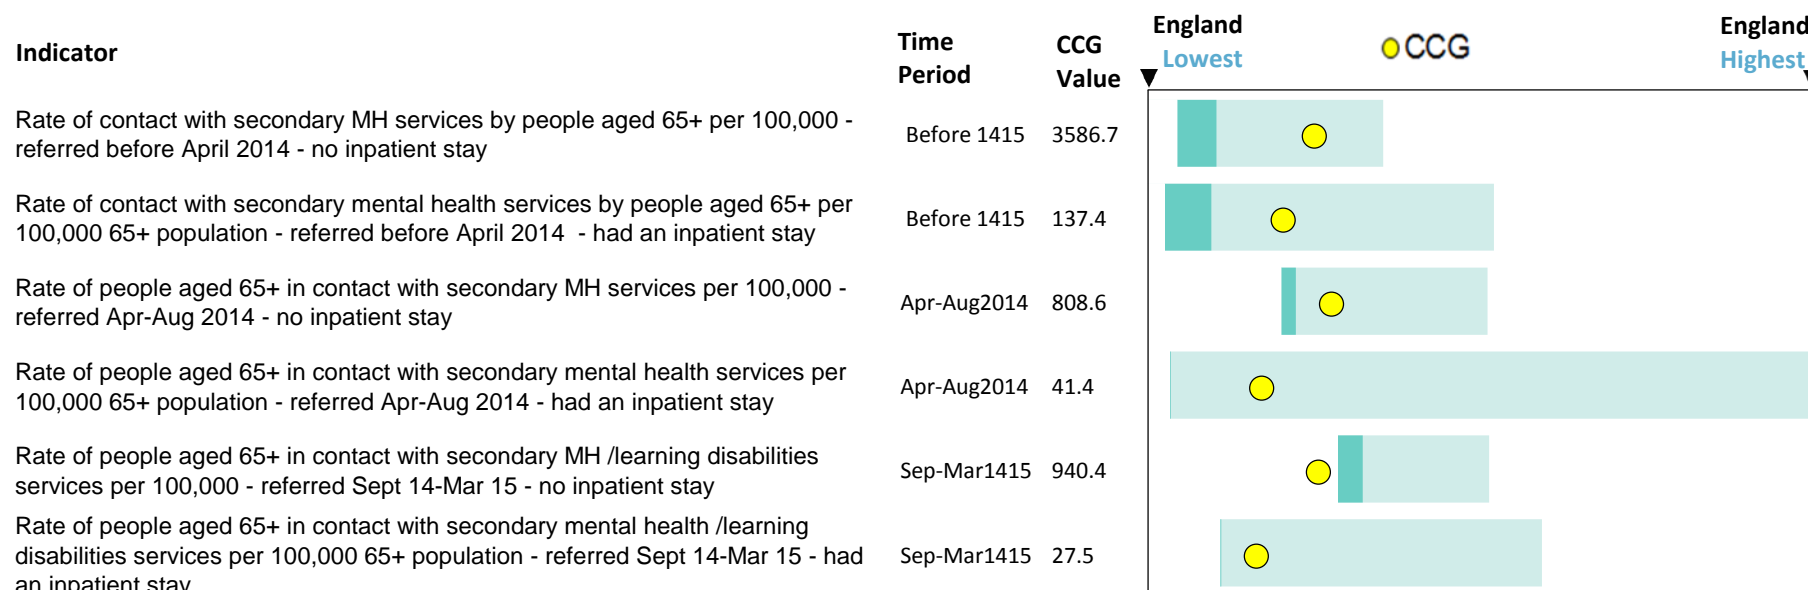 Indicator
Time Period
CCG Value
England Lowest
CCG
England Highest
Rate of contact with secondary MH services by people aged 65+ per 100,000 -
referred before April 2014 - no inpatient stay
Before 1415 3586.7
Rate of contact with secondary mental health services by people aged 65+ per
100,000 65+ population - referred before April 2014  - had an inpatient stay
Before 1415 137.4
Rate of people aged 65+ in contact with secondary MH services per 100,000 -
referred Apr-Aug 2014 - no inpatient stay
Apr-Aug2014 808.6
Rate of people aged 65+ in contact with secondary mental health services per
100,000 65+ population - referred Apr-Aug 2014 - had an inpatient stay
Apr-Aug2014 41.4
Rate of people aged 65+ in contact with secondary MH /learning disabilities
services per 100,000 - referred Sept 14-Mar 15 - no inpatient stay
Sep-Mar1415 940.4
Rate of people aged 65+ in contact with secondary mental health /learning
disabilities services per 100,000 65+ population - referred Sept 14-Mar 15 - had
an inpatient stay
Sep-Mar1415 27.5